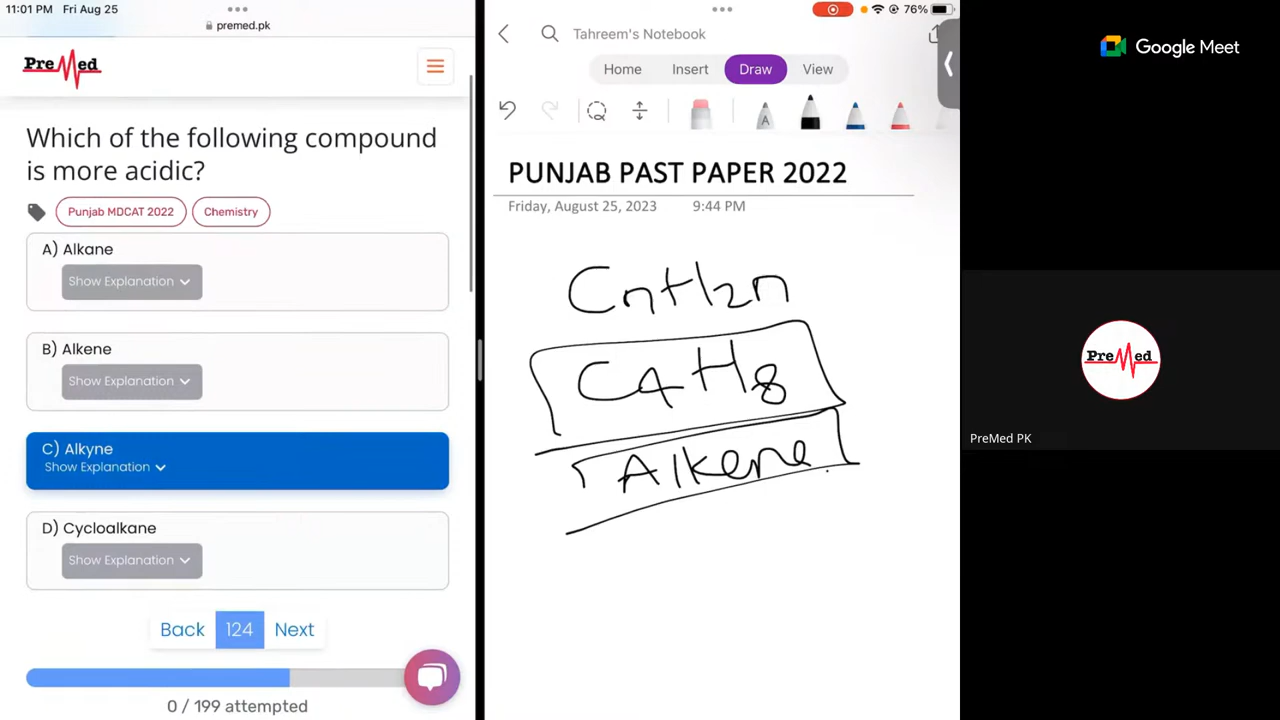 11:01 PM Fri Aug 25
premed.pk
PreMed
Which of the following compound
is more acidic?
Punjab MDCAT 2022
Chemistry
A) Alkane
Show Explanation
B) Alkene
Show Explanation
C) Alkyne
Show Explanation
D) Cycloalkane
Show Explanation
Back 124 Next
0 / 199 attempted
76%
Tahreem's Notebook
Home Insert Draw View
A
PUNJAB PAST PAPER 2022
Friday, August 25, 2023 9:44 PM
CnH2n
C4H8
Alkene
Google Meet
PreMed
PreMed PK